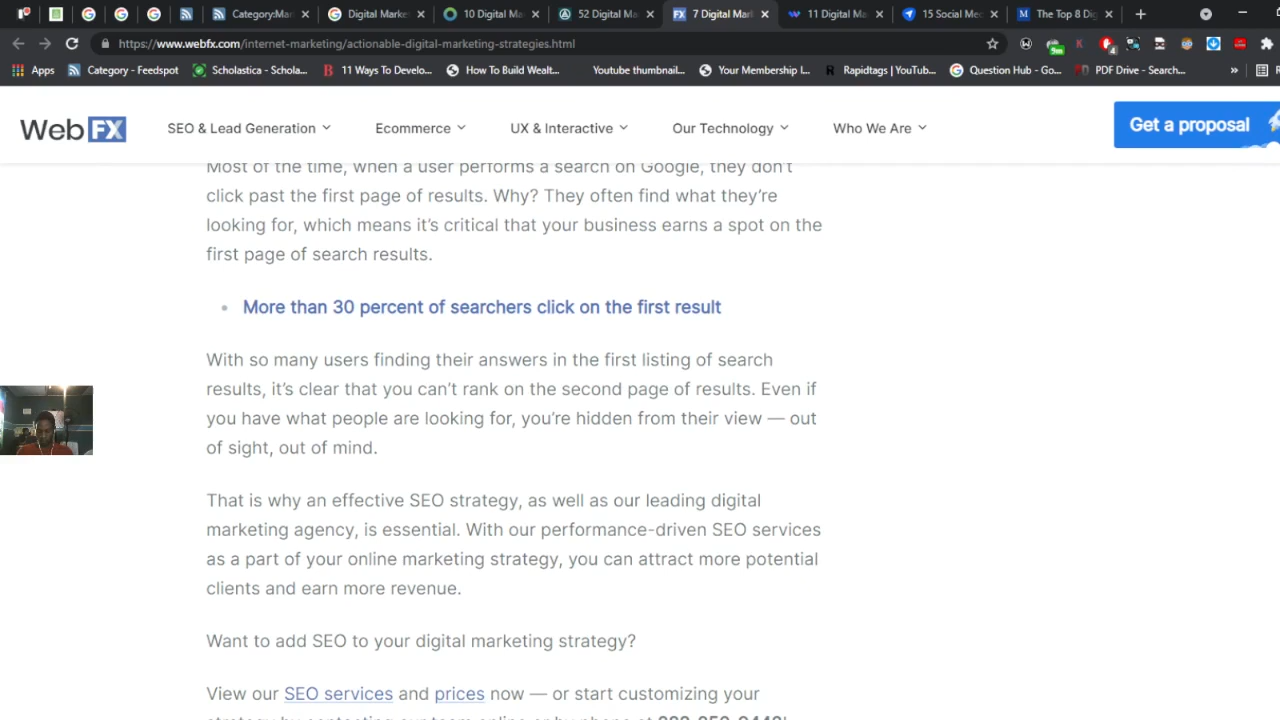 Category:Mar
Digital Marke
10 Digital Ma
52 Digital Ma
FX 7 Digital Mark
11 Digital Ma
15 Social Med
M The Top 8 Dig
https://www.webfx.com/internet-marketing/actionable-digital-marketing-strategies.html
Apps
Category - Feedspot
Scholastica - Schola...
11 Ways To Develo...
How To Build Wealt...
Youtube thumbnail...
Your Membership I...
Rapidtags | YouTub...
Question Hub - Go...
PDF Drive - Search...
WebFX
SEO & Lead Generation
Ecommerce
UX & Interactive
Our Technology
Who We Are
Get a proposal
Most of the time, when a user performs a search on Google, they don't
click past the first page of results. Why? They often find what they're
looking for, which means it's critical that your business earns a spot on the
first page of search results.
• More than 30 percent of searchers click on the first result
With so many users finding their answers in the first listing of search
results, it's clear that you can't rank on the second page of results. Even if
you have what people are looking for, you're hidden from their view — out
of sight, out of mind.
That is why an effective SEO strategy, as well as our leading digital
marketing agency, is essential. With our performance-driven SEO services
as a part of your online marketing strategy, you can attract more potential
clients and earn more revenue.
Want to add SEO to your digital marketing strategy?
View our SEO services and prices now — or start customizing your